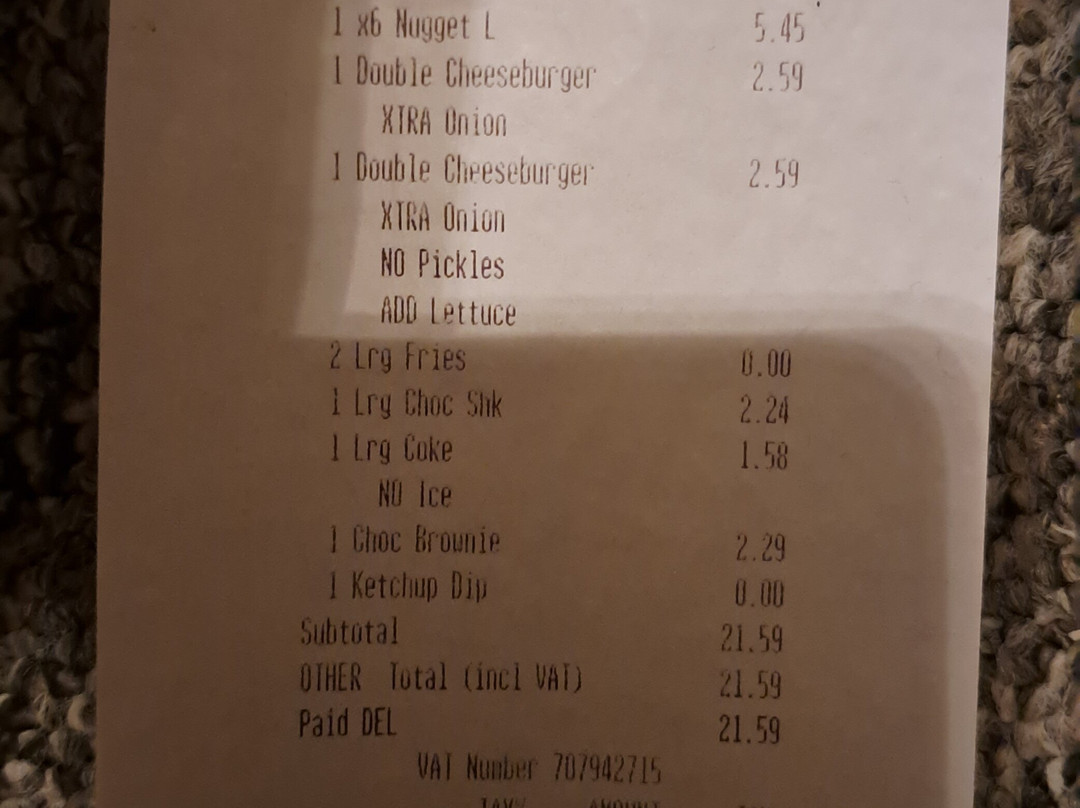 1 x6 Nugget L 5.45
1 Double Cheeseburger 2.59
XTRA Onion
1 Double Cheeseburger 2.59
XTRA Onion
NO Pickles
ADD Lettuce
2 Lrg Fries 0.00
1 Lrg Choc Shk 2.24
1 Lrg Coke 1.58
NO Ice
1 Choc Brownie 2.29
1 Ketchup Dip 0.00
Subtotal 21.59
OTHER Total (incl VAT) 21.59
Paid DEL 21.59
VAT Number 707942715